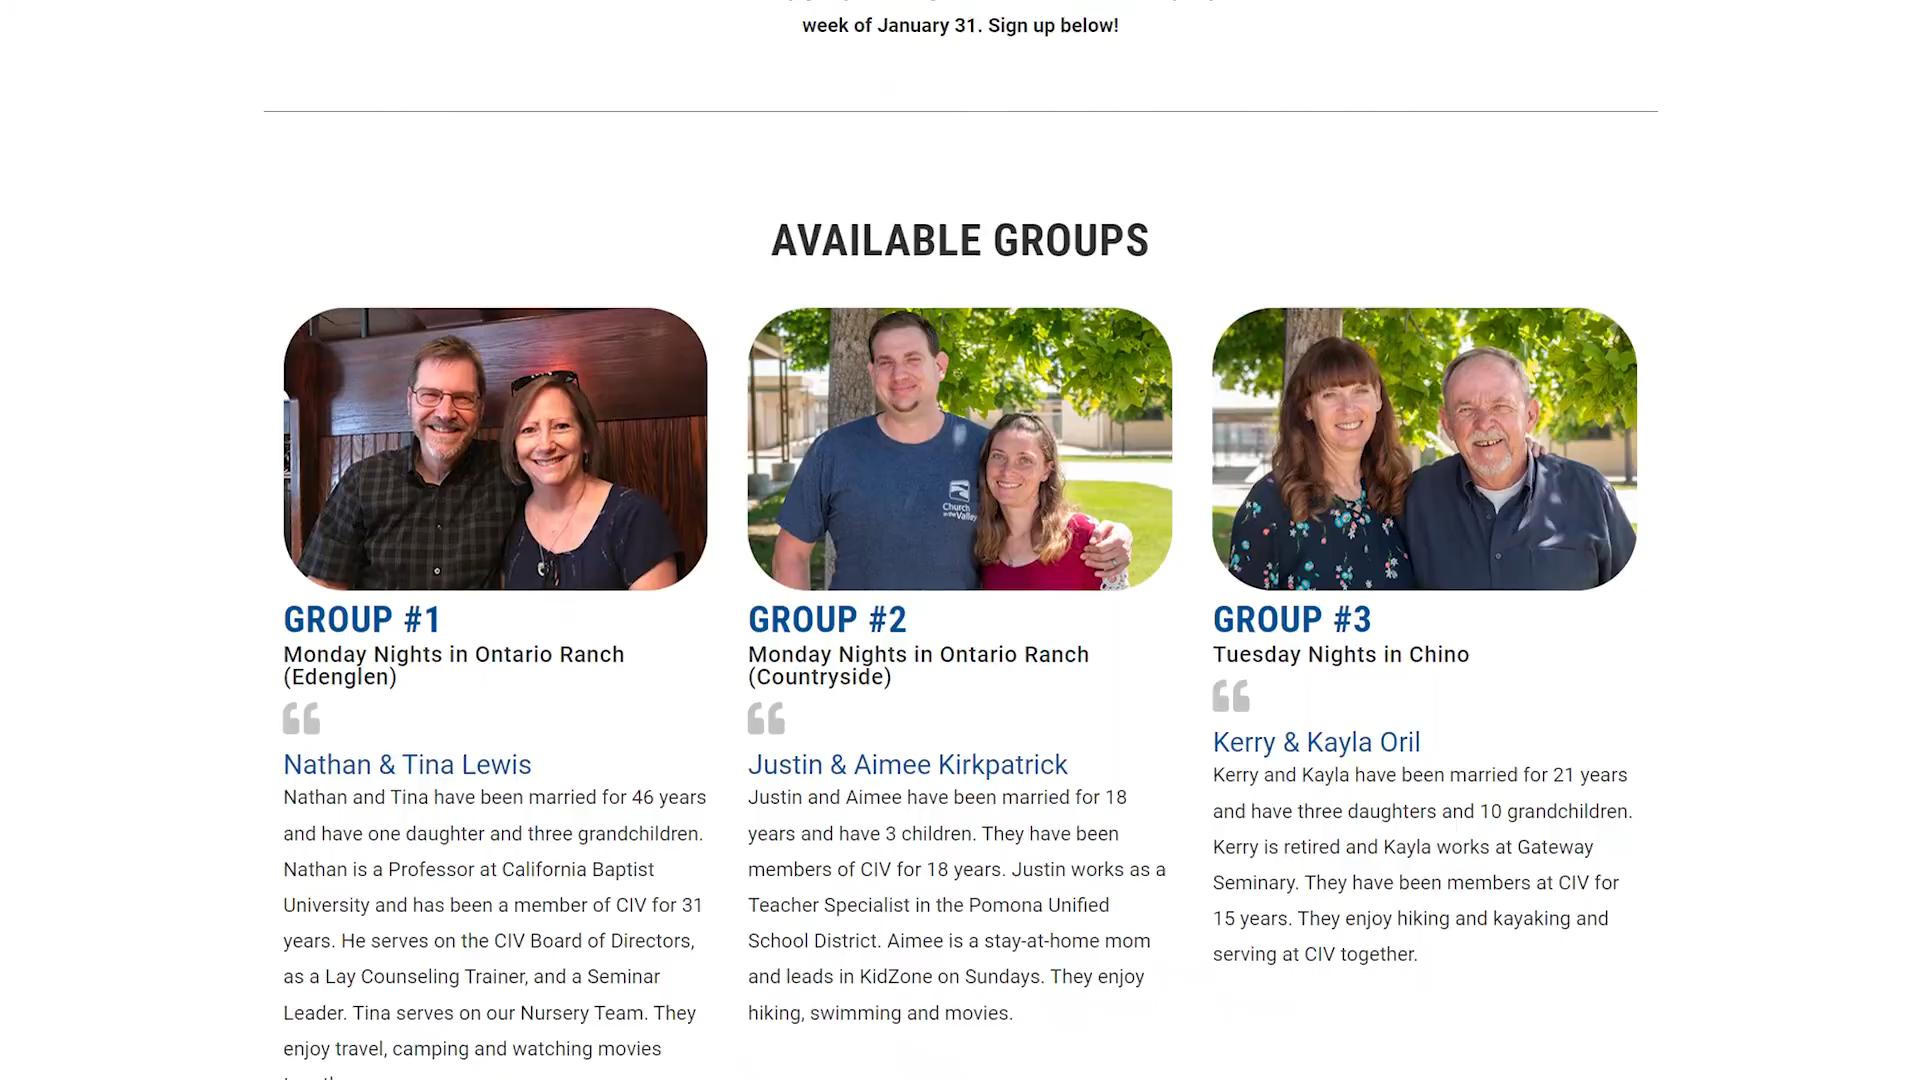 week of January 31. Sign up below!
AVAILABLE GROUPS
Church
in the Valley
GROUP #1
Monday Nights in Ontario Ranch
(Edenglen)
Nathan & Tina Lewis
Nathan and Tina have been married for 46 years
and have one daughter and three grandchildren.
Nathan is a Professor at California Baptist
University and has been a member of CIV for 31
years. He serves on the CIV Board of Directors,
as a Lay Counseling Trainer, and a Seminar
Leader. Tina serves on our Nursery Team. They
enjoy travel, camping and watching movies
GROUP #2
Monday Nights in Ontario Ranch
(Countryside)
Justin & Aimee Kirkpatrick
Justin and Aimee have been married for 18
years and have 3 children. They have been
members of CIV for 18 years. Justin works as a
Teacher Specialist in the Pomona Unified
School District. Aimee is a stay-at-home mom
and leads in KidZone on Sundays. They enjoy
hiking, swimming and movies.
GROUP #3
Tuesday Nights in Chino
Kerry & Kayla Oril
Kerry and Kayla have been married for 21 years
and have three daughters and 10 grandchildren.
Kerry is retired and Kayla works at Gateway
Seminary. They have been members at CIV for
15 years. They enjoy hiking and kayaking and
serving at CIV together.